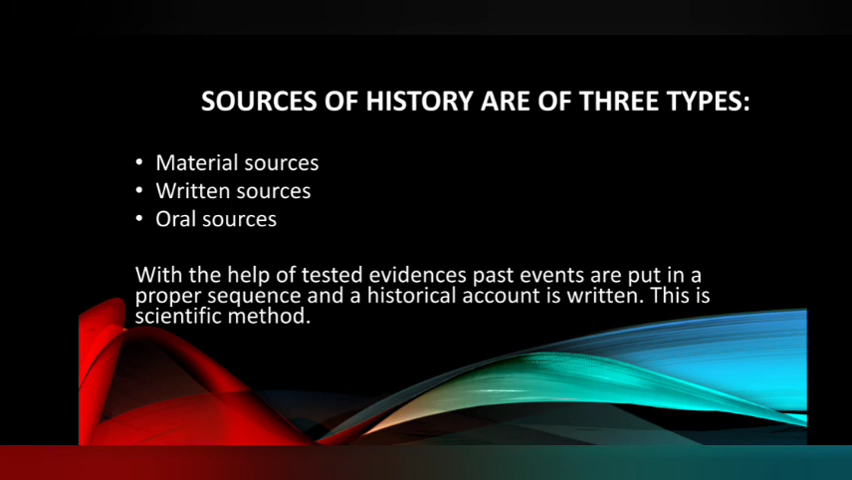 SOURCES OF HISTORY ARE OF THREE TYPES:
• Material sources
• Written sources
• Oral sources
With the help of tested evidences past events are put in a
proper sequence and a historical account is written. This is
scientific method.